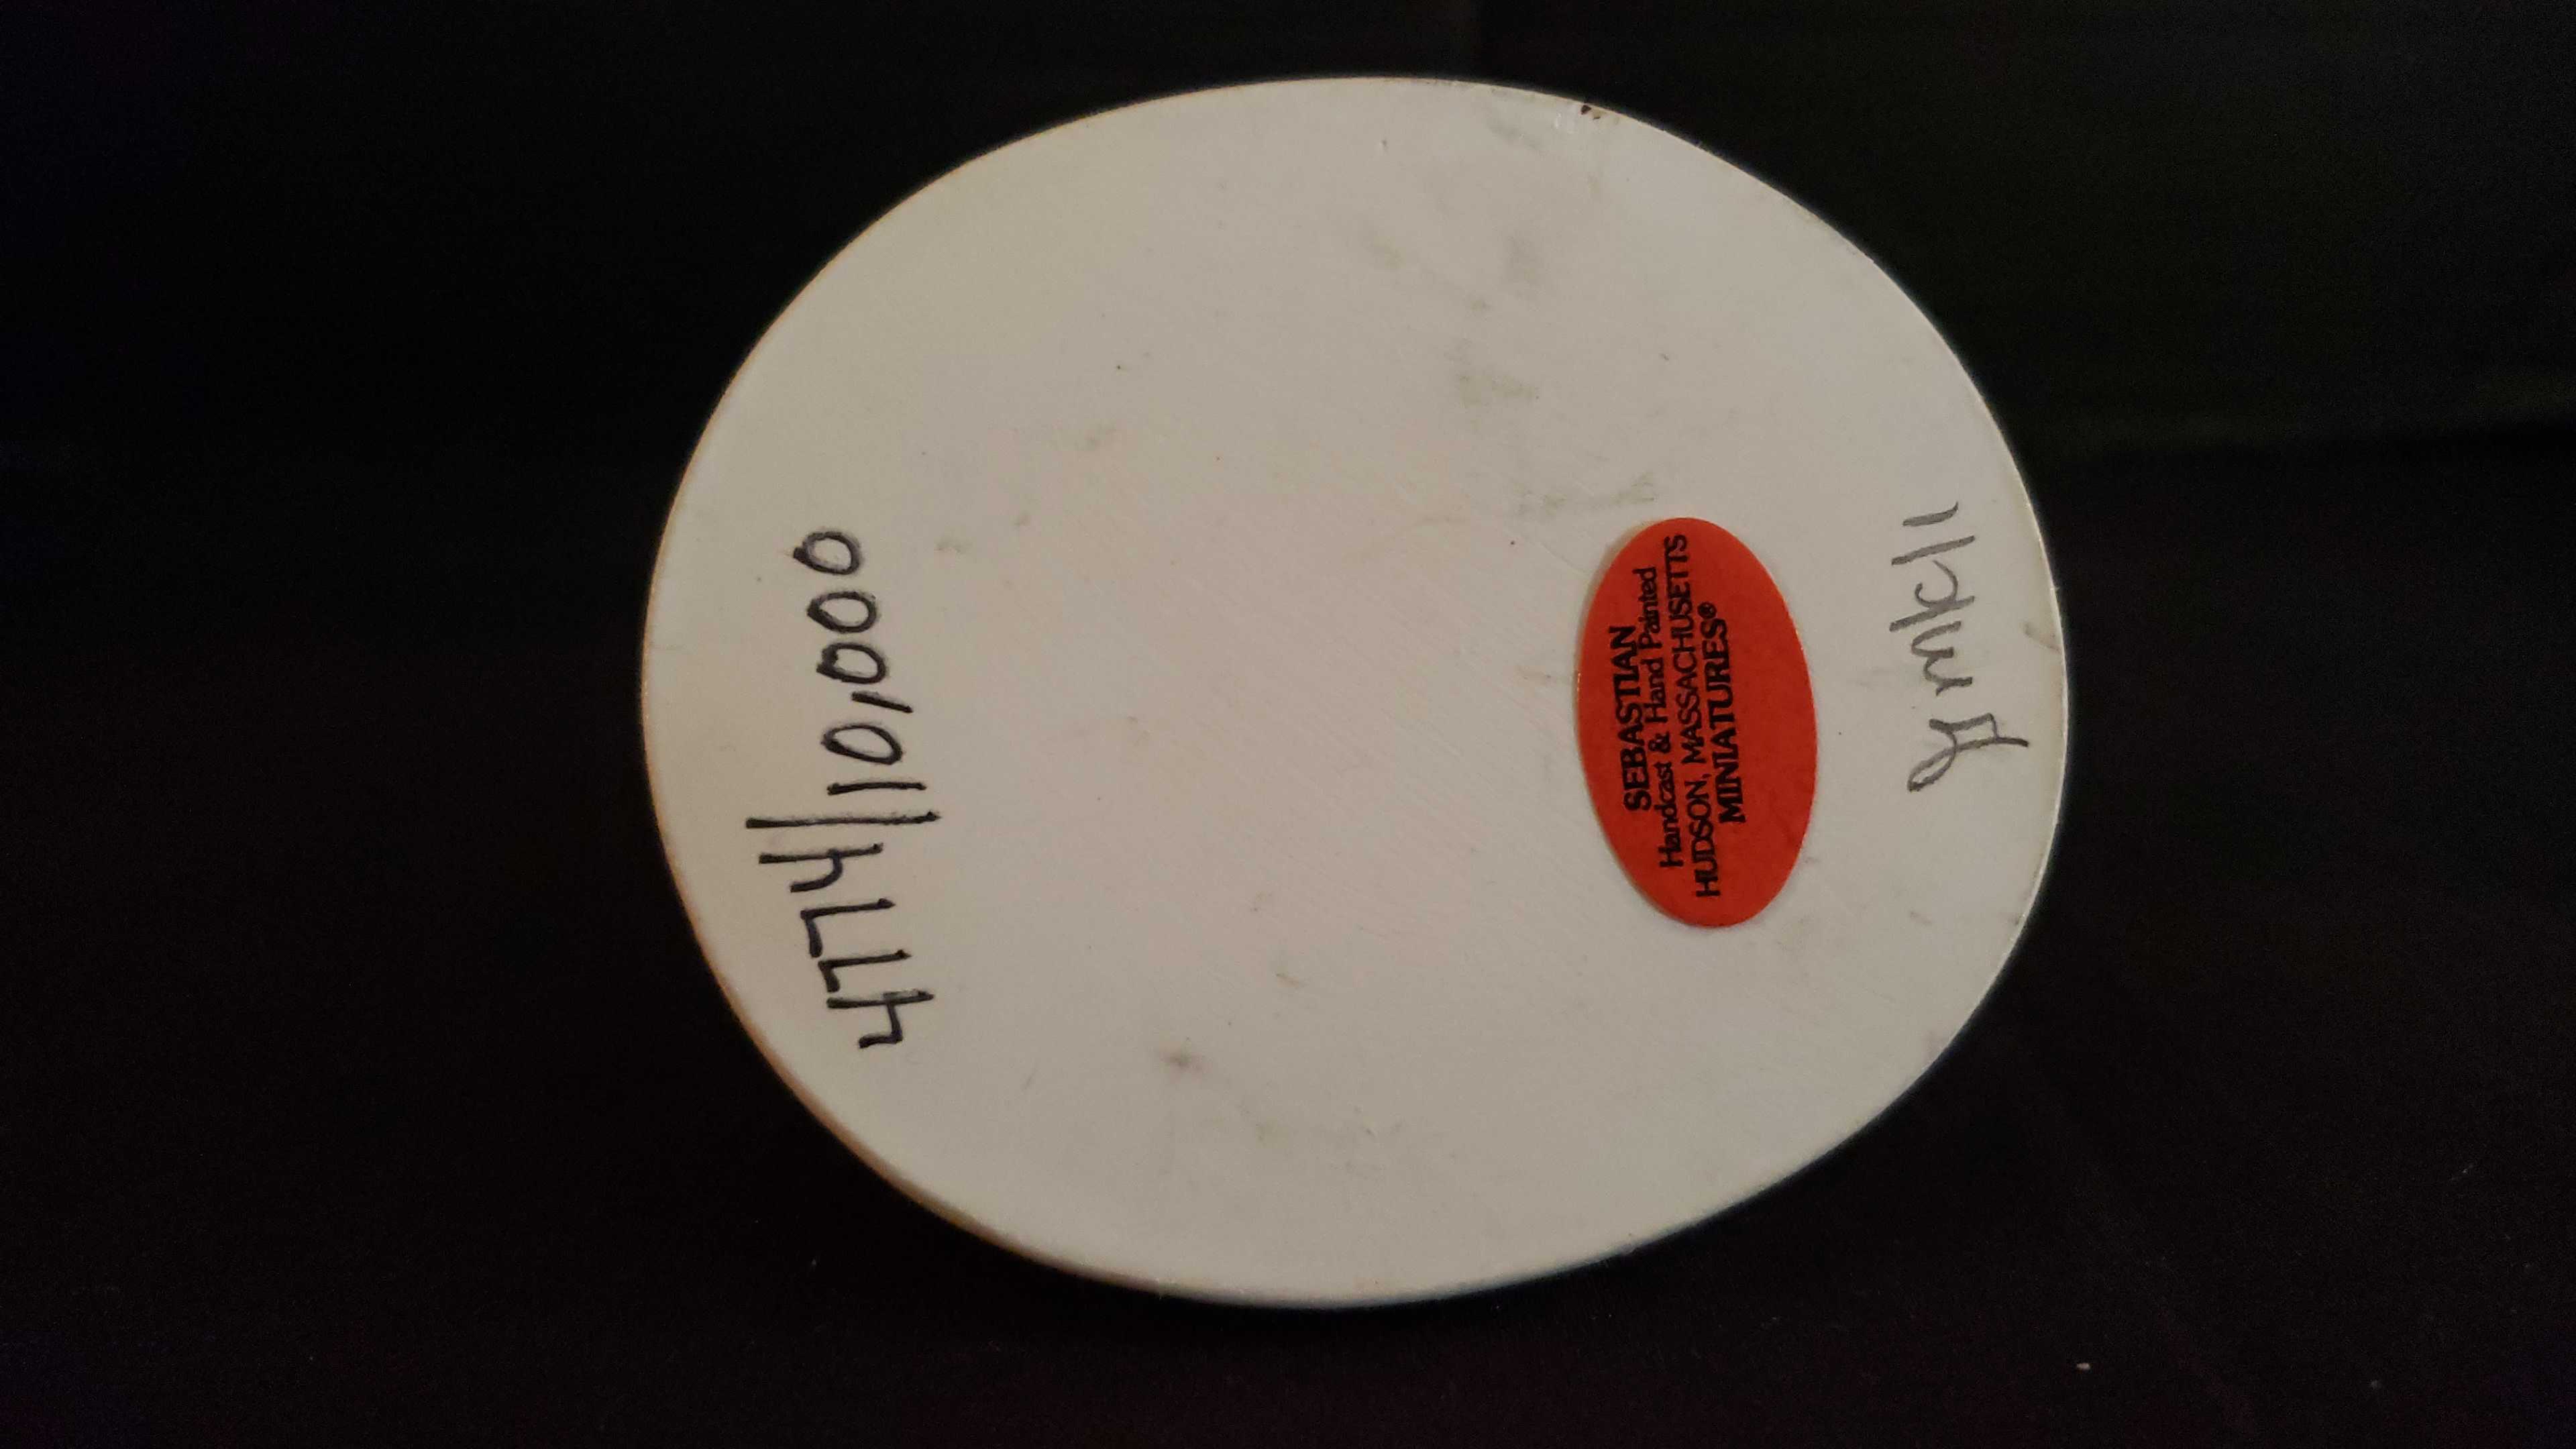 4774/10,000
SEBASTIAN
Handcast & Hand Painted
HUDSON, MASSACHUSETTS
MINIATURES®